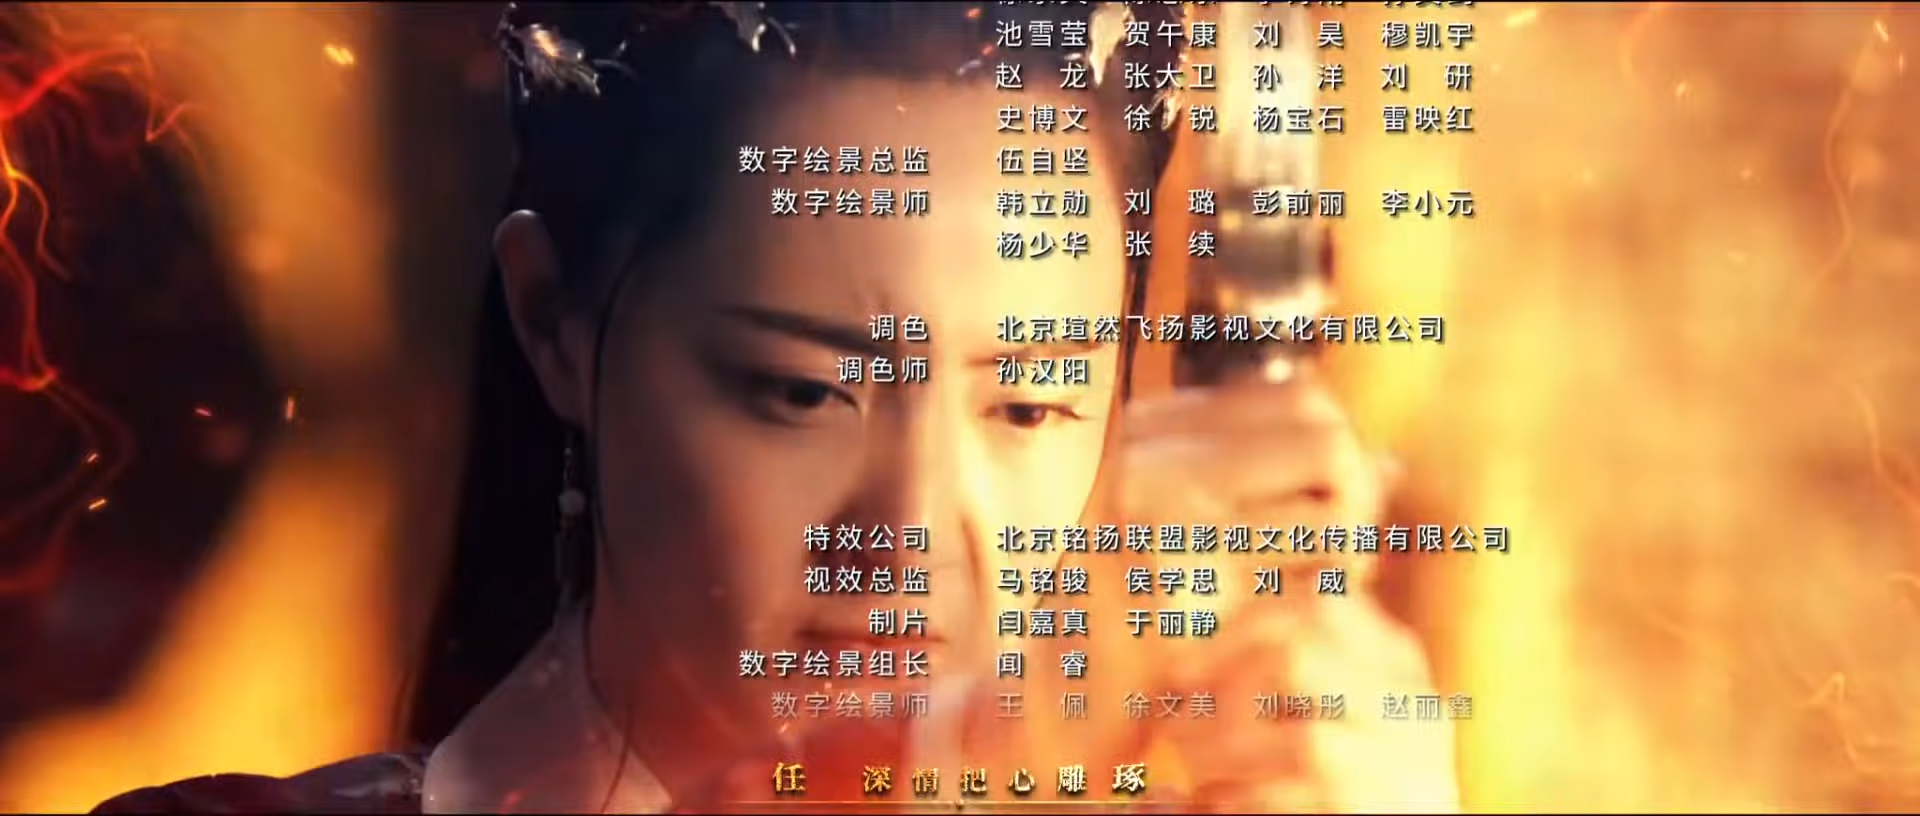 池雪莹 贺午康 刘 昊 穆凯宇
赵 龙 张大卫 孙 洋 刘 研
史博文 徐 锐 杨宝石 雷映红
数字绘景总监 伍自坚
数字绘景师 韩立勋 刘 璐 彭前丽 李小元
杨少华 张 续
调色 北京瑄然飞扬影视文化有限公司
调色师 孙汉阳
特效公司 北京铭扬联盟影视文化传播有限公司
视效总监 马铭骏 侯学思 刘 威
制片 闫嘉真 于丽静
数字绘景组长 闻 睿
数字绘景师 王 佩 徐文美 刘晓彤 赵丽鑫
任 深情把心雕琢